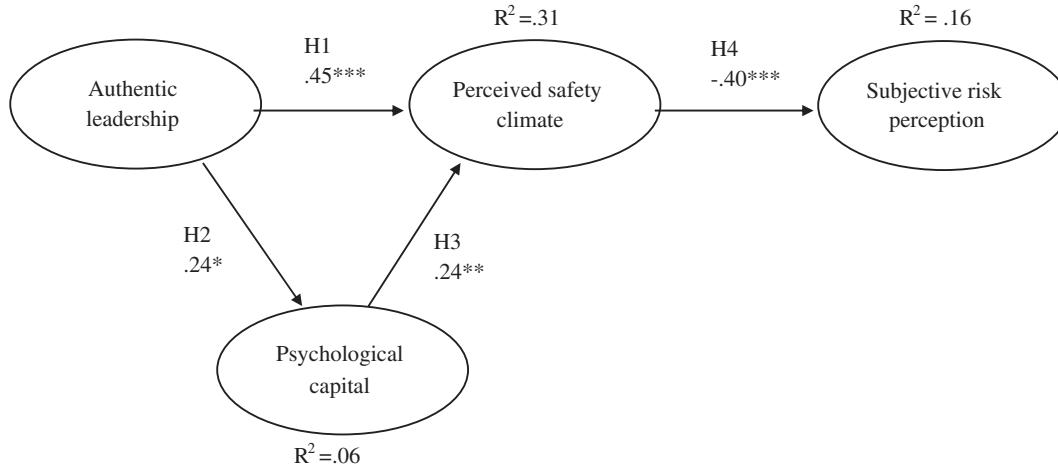 R² =.31
R² = .16
H1
.45***
H4
-.40***
Authentic
leadership
Perceived safety
climate
Subjective risk
perception
H2
.24*
H3
.24**
Psychological
capital
R² =.06